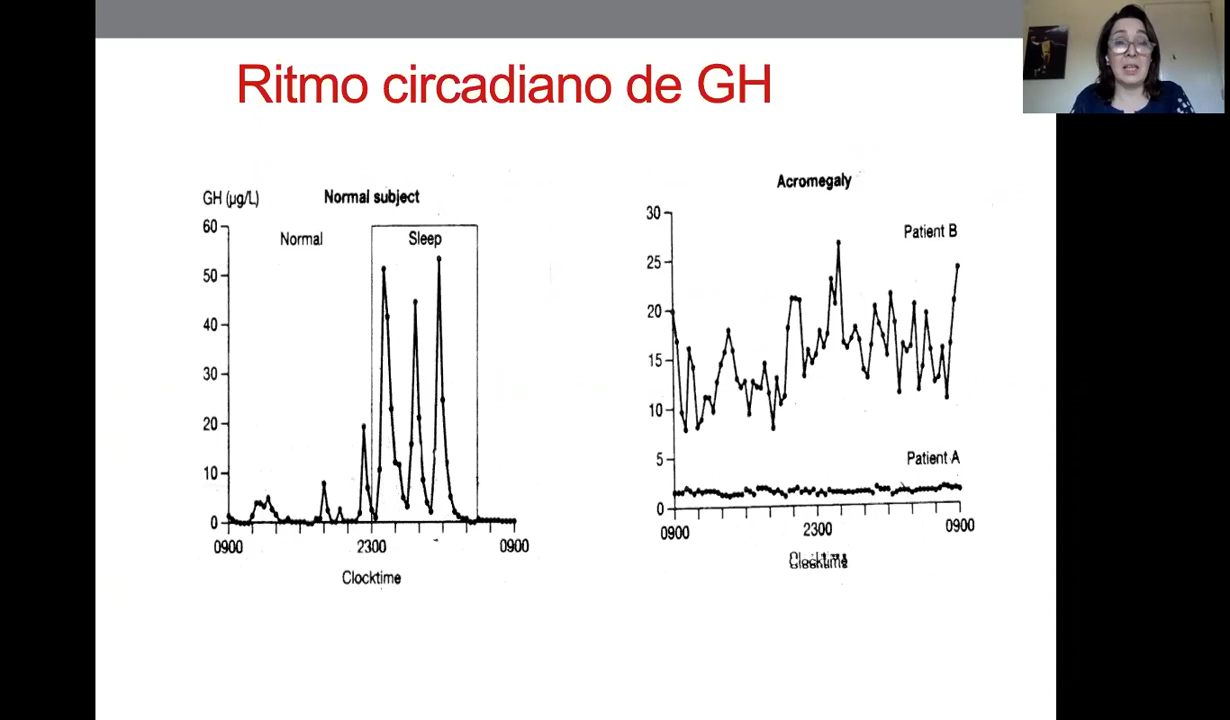 Ritmo circadiano de GH
GH (µg/L)
Normal subject
60
50
40
30
20
10
0
Normal
Sleep
0900
2300
0900
Clocktime
Acromegaly
30
25
20
15
10
5
0
Patient B
Patient A
0900
2300
0900